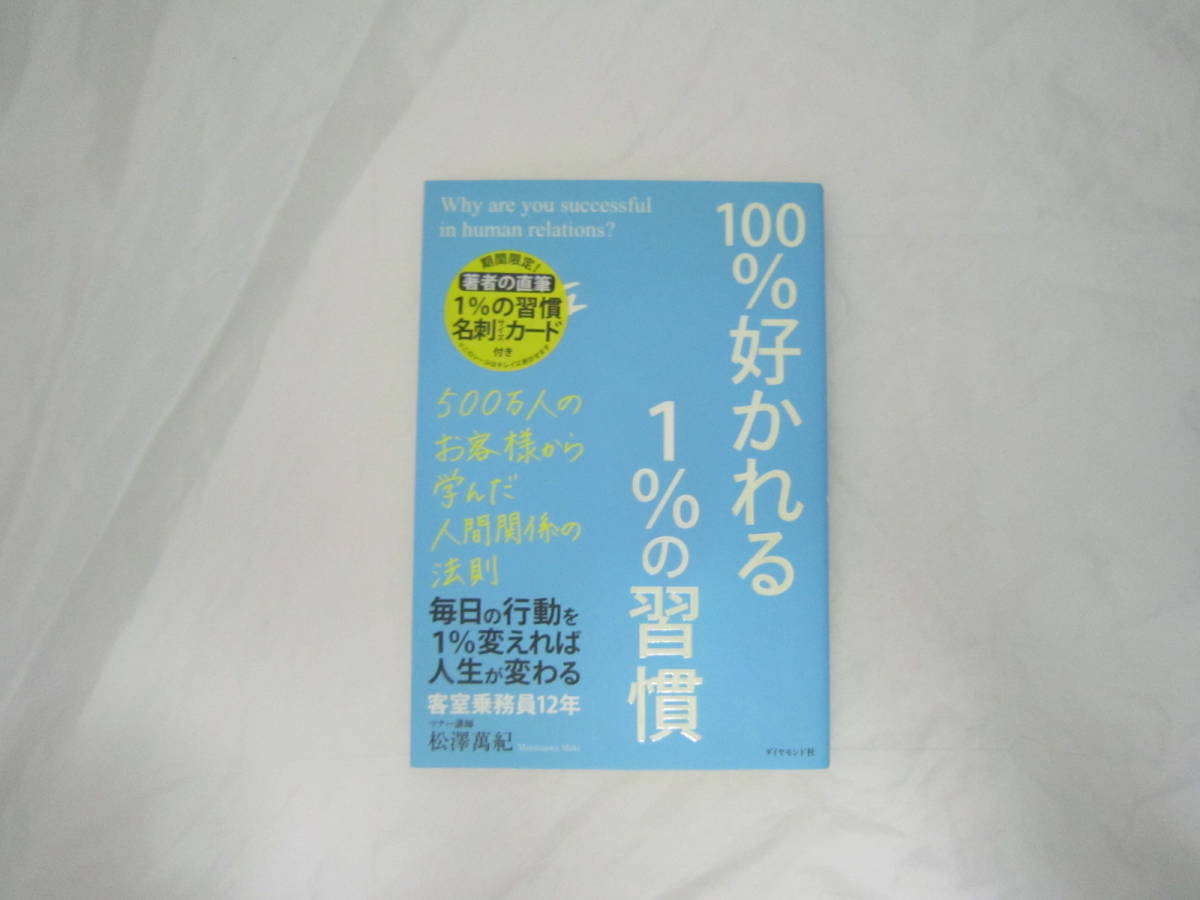 Why are you successful
in human relations?
100%好かれる
1%の習慣
期間限定!
著者の直筆
1%の習慣
名刺サイズカード
付き
500万人の
お客様から
学んだ
人間関係の
法則
毎日の行動を
1%変えれば
人生が変わる
客室乗務員12年
マナー講師
松澤萬紀 Matsuzawa Maki
ダイヤモンド社